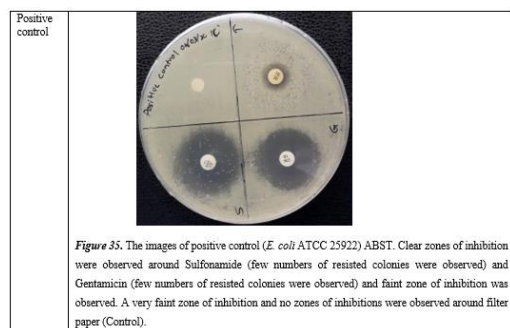 Positive
control
Positive control
G
G
S
Figure 35. The images of positive control (E. coli ATCC 25922) ABST. Clear zones of inhibition
were observed around Sulfonamide (few numbers of resisted colonies were observed) and
Gentamicin (few numbers of resisted colonies were observed) and faint zone of inhibition was
observed. A very faint zone of inhibition and no zones of inhibitions were observed around filter
paper (Control).